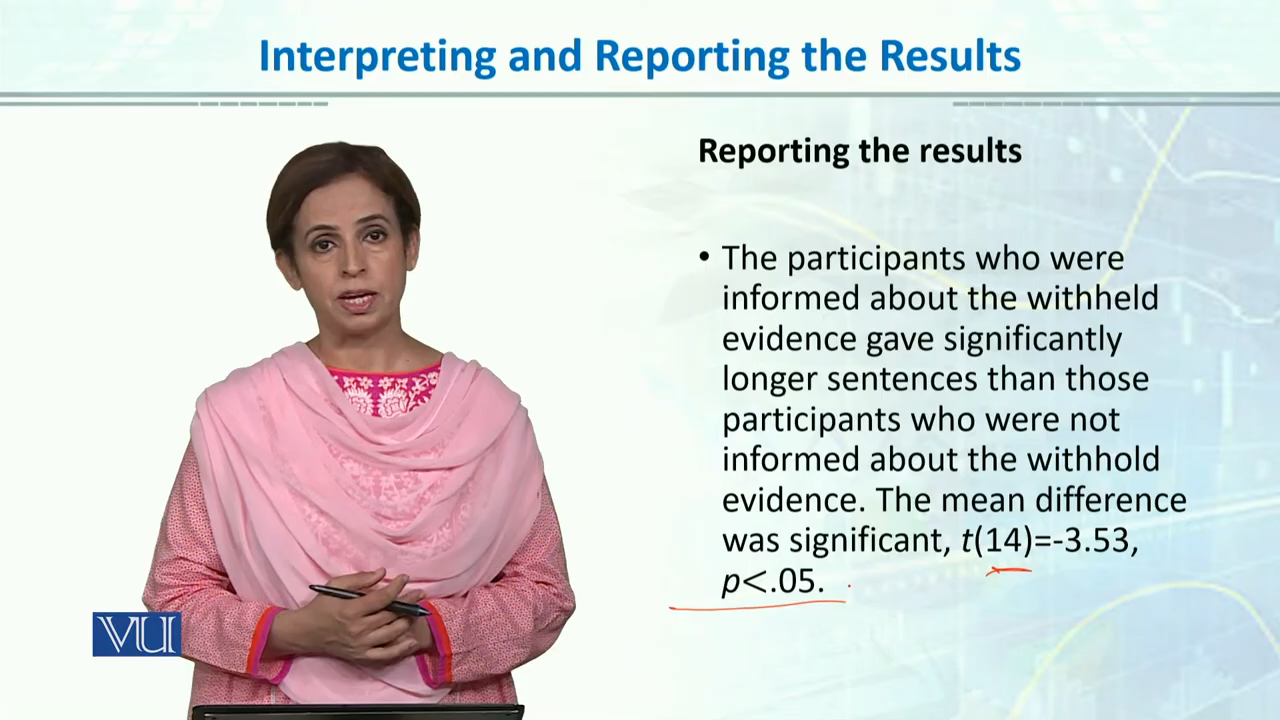 Interpreting and Reporting the Results
Reporting the results
• The participants who were
informed about the withheld
evidence gave significantly
longer sentences than those
participants who were not
informed about the withhold
evidence. The mean difference
was significant, t(14)=-3.53,
p<.05.
VU